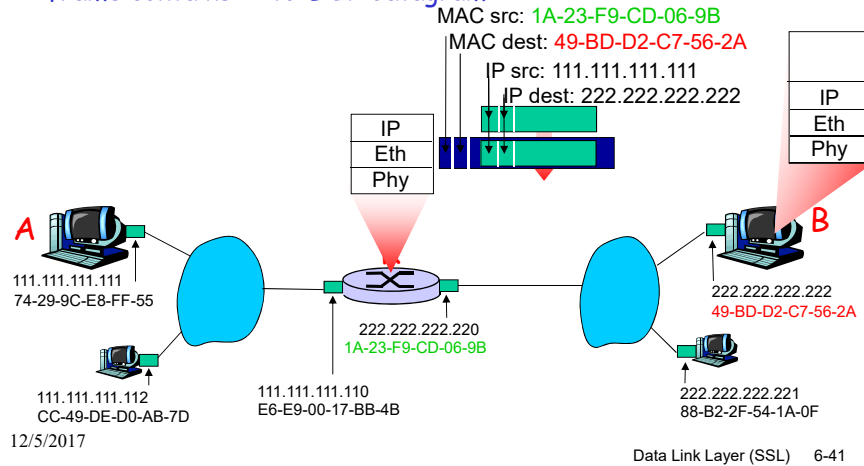 MAC src: 1A-23-F9-CD-06-9B
MAC dest: 49-BD-D2-C7-56-2A
IP src: 111.111.111.111
IP dest: 222.222.222.222
IP
Eth
Phy
IP
Eth
Phy
A
B
111.111.111.111
74-29-9C-E8-FF-55
222.222.222.222
49-BD-D2-C7-56-2A
222.222.222.220
1A-23-F9-CD-06-9B
111.111.111.112
CC-49-DE-D0-AB-7D
111.111.111.110
E6-E9-00-17-BB-4B
222.222.222.221
88-B2-2F-54-1A-0F
12/5/2017
Data Link Layer (SSL) 6-41